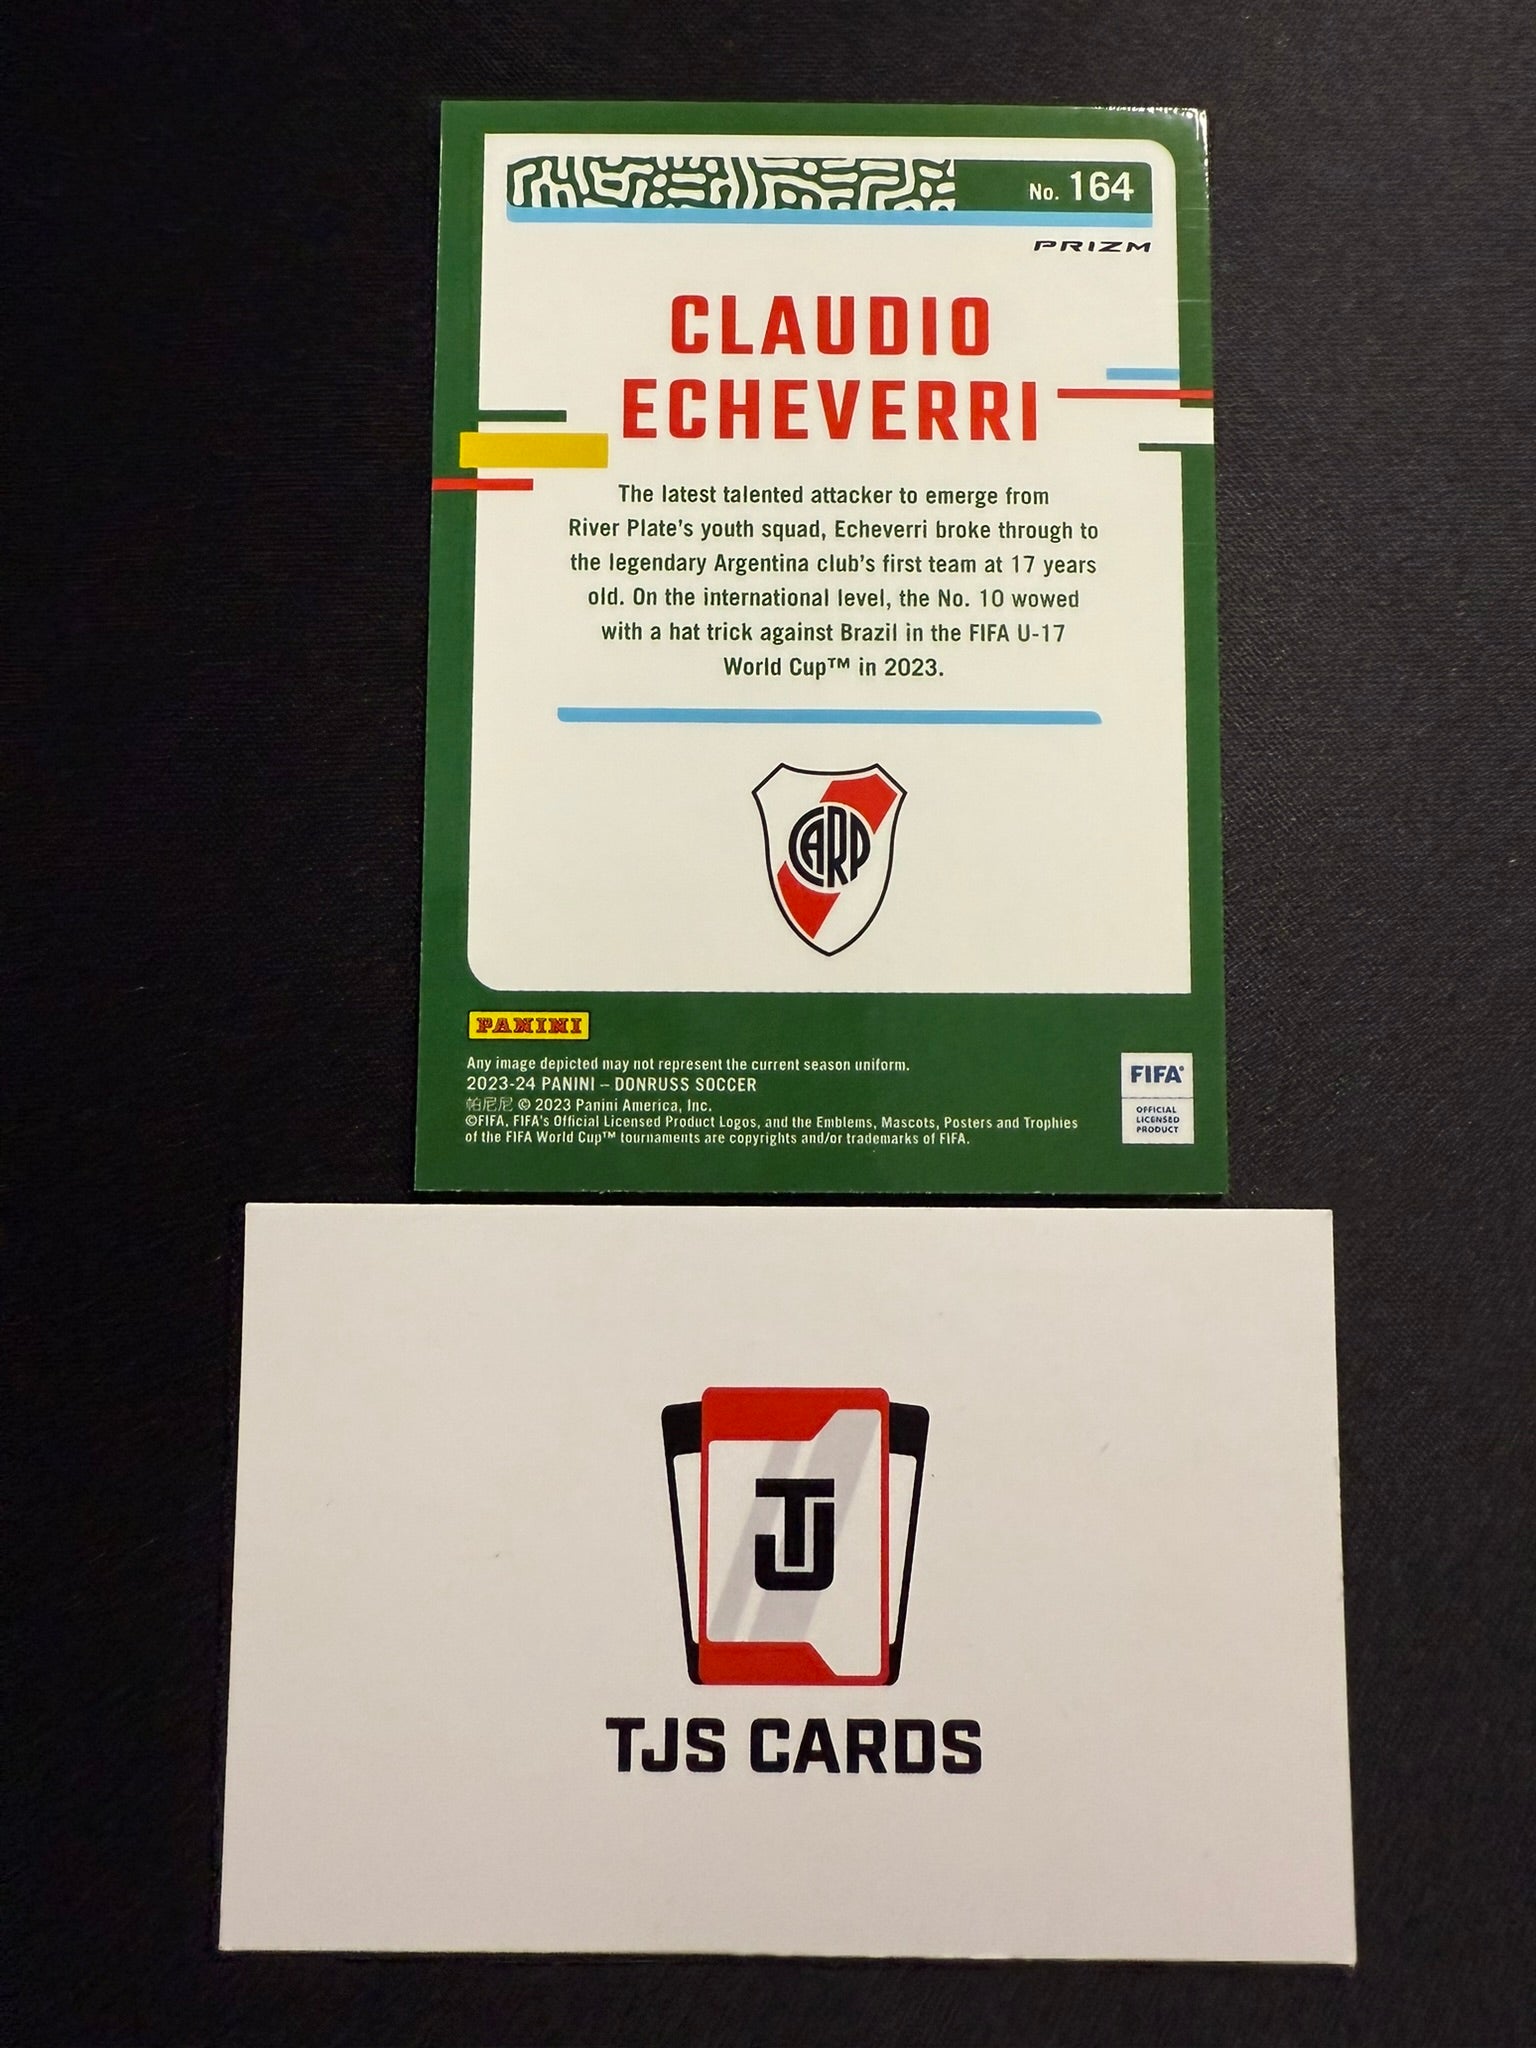 No. 164
PRIZM
CLAUDIO
ECHEVERRI
The latest talented attacker to emerge from
River Plate's youth squad, Echeverri broke through to
the legendary Argentina club's first team at 17 years
old. On the international level, the No. 10 wowed
with a hat trick against Brazil in the FIFA U-17
World Cup™ in 2023.
CARP
PANINI
Any image depicted may not represent the current season uniform.
2023-24 PANINI – DONRUSS SOCCER
帕尼尼 © 2023 Panini America, Inc.
©FIFA, FIFA's Official Licensed Product Logos, and the Emblems, Mascots, Posters and Trophies
of the FIFA World Cup™ tournaments are copyrights and/or trademarks of FIFA.
FIFA®
OFFICIAL
LICENSED
PRODUCT
TJ
TJS CARDS